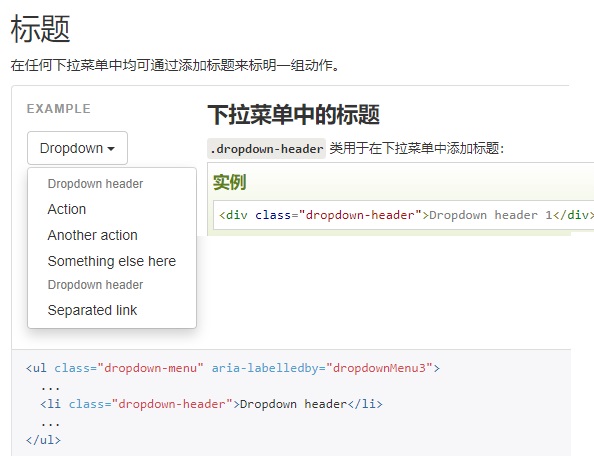 标题
在任何下拉菜单中均可通过添加标题来标明一组动作。
EXAMPLE
Dropdown
Dropdown header
Action
Another action
Something else here
Dropdown header
Separated link
下拉菜单中的标题
.dropdown-header 类用于在下拉菜单中添加标题:
实例
<div class="dropdown-header">Dropdown header 1</div>
<ul class="dropdown-menu" aria-labelledby="dropdownMenu3">
  ...
  <li class="dropdown-header">Dropdown header</li>
  ...
</ul>